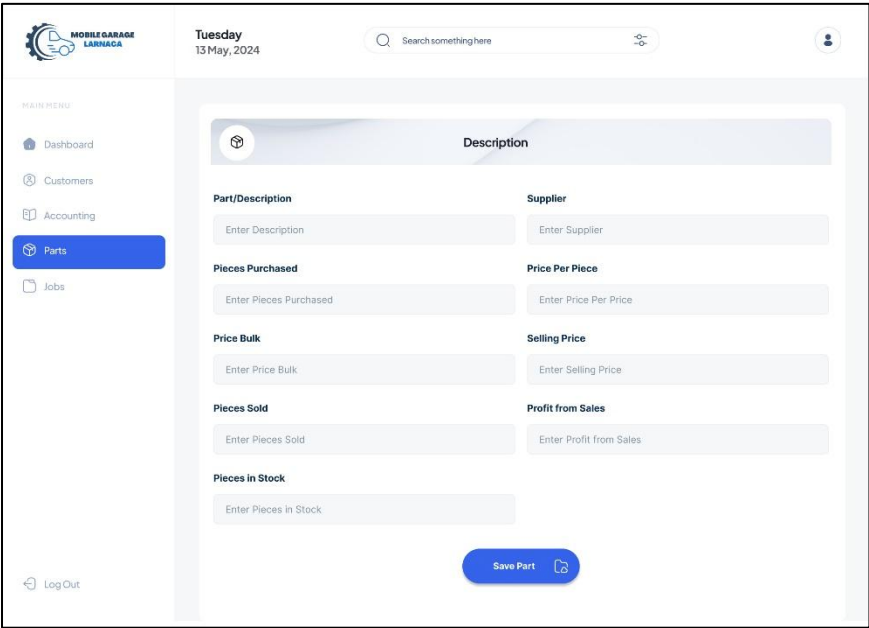 MOBILE GARAGE
LARNACA
Tuesday
13 May, 2024
Search something here
MAIN MENU
Dashboard
Customers
Accounting
Parts
Jobs
Log Out
Description
Part/Description
Supplier
Enter Description
Enter Supplier
Pieces Purchased
Price Per Piece
Enter Pieces Purchased
Enter Price Per Price
Price Bulk
Selling Price
Enter Price Bulk
Enter Selling Price
Pieces Sold
Profit from Sales
Enter Pieces Sold
Enter Profit from Sales
Pieces in Stock
Enter Pieces in Stock
Save Part